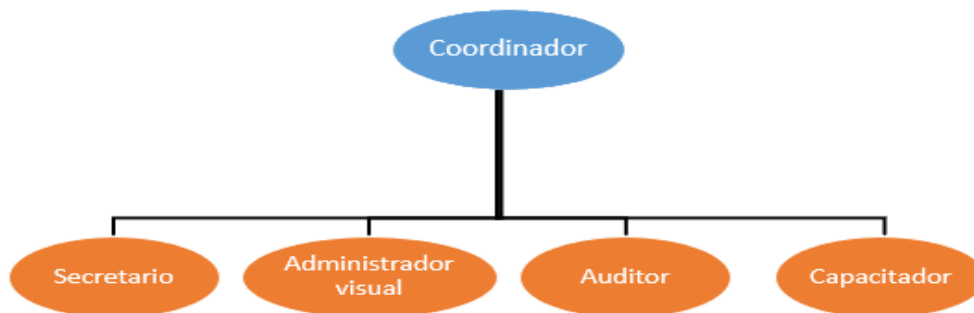 Coordinador
Secretario
Administrador
visual
Auditor
Capacitador